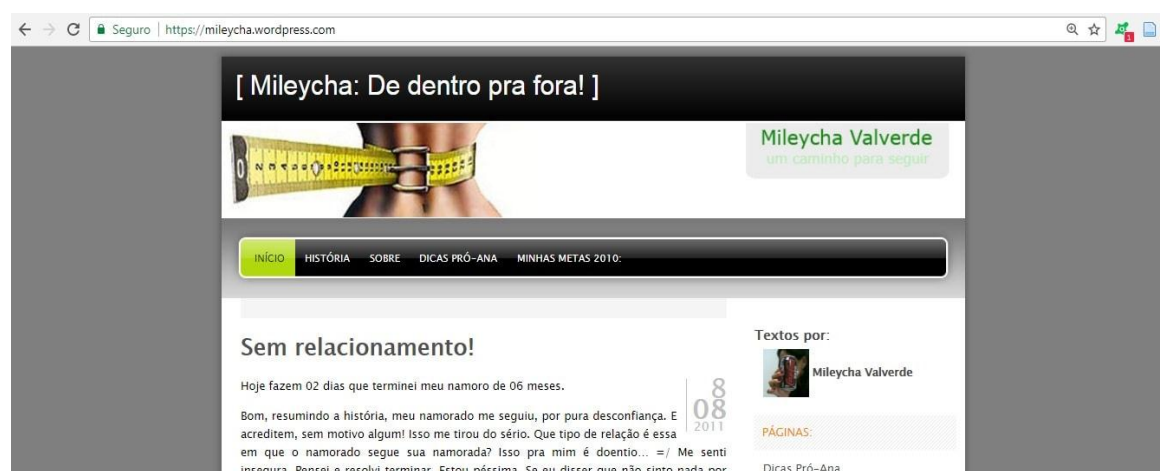 Seguro | https://mileycha.wordpress.com
1
[ Mileycha: De dentro pra fora! ]
Mileycha Valverde
um caminho para seguir
INÍCIO HISTÓRIA SOBRE DICAS PRÓ-ANA MINHAS METAS 2010:
Sem relacionamento!
Textos por:
Mileycha Valverde
Hoje fazem 02 dias que terminei meu namoro de 06 meses.
8
08
2011
Bom, resumindo a história, meu namorado me seguiu, por pura desconfiança. E
acreditem, sem motivo algum! Isso me tirou do sério. Que tipo de relação é essa
em que o namorado segue sua namorada? Isso pra mim é doentio... =/ Me senti
insegura. Pensei e resolvi terminar. Estou péssima. Se eu disser que não sinto nada por
PÁGINAS:
Dicas Pró-Ana